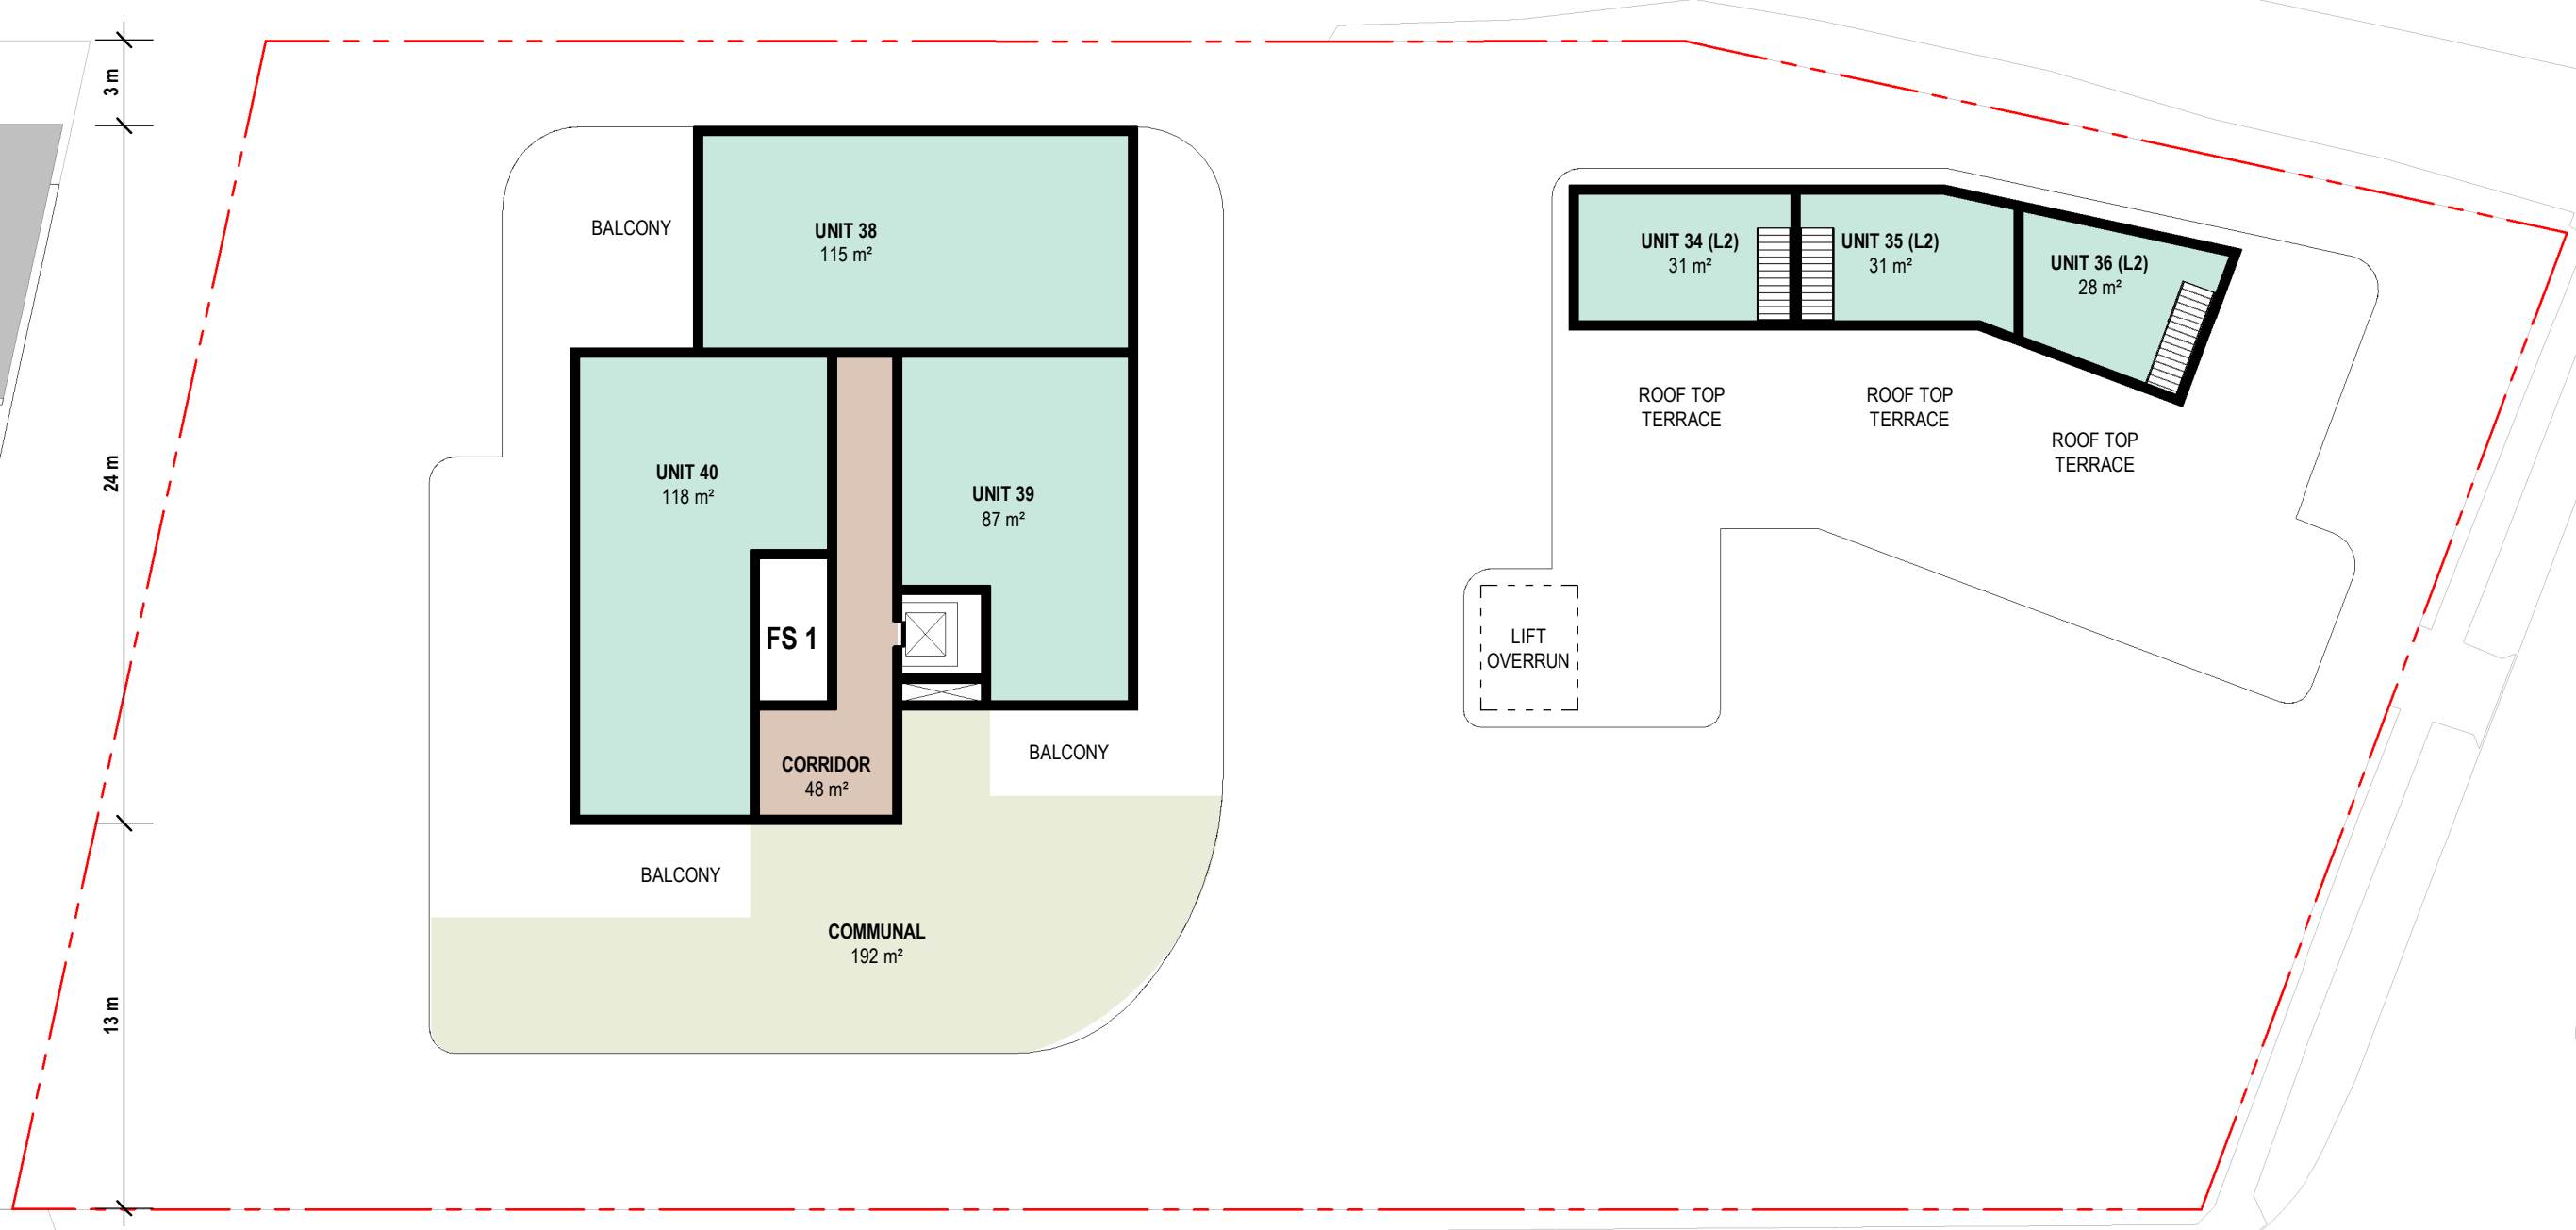 3 m
24 m
13 m
BALCONY
UNIT 38
115 m²
UNIT 40
118 m²
UNIT 39
87 m²
FS 1
CORRIDOR
48 m²
BALCONY
BALCONY
COMMUNAL
192 m²
UNIT 34 (L2)
31 m²
UNIT 35 (L2)
31 m²
UNIT 36 (L2)
28 m²
ROOF TOP
TERRACE
ROOF TOP
TERRACE
ROOF TOP
TERRACE
LIFT
OVERRUN